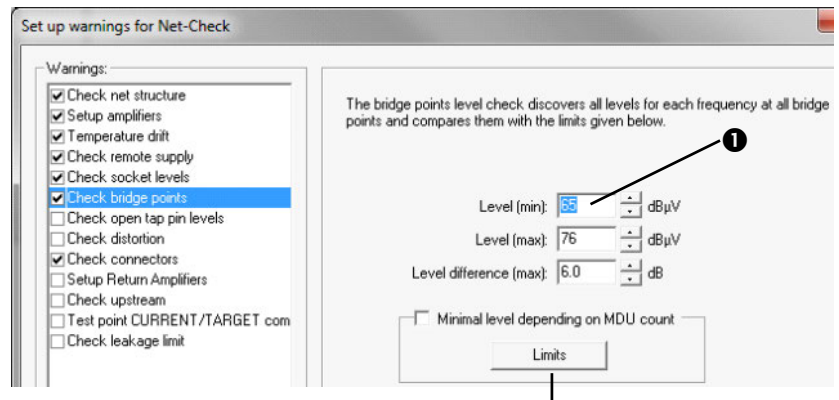 Set up warnings for Net-Check
Warnings:
Check net structure
Setup amplifiers
Temperature drift
Check remote supply
Check socket levels
Check bridge points
Check open tap pin levels
Check distortion
Check connectors
Setup Return Amplifiers
Check upstream
Test point CURRENT/TARGET com
Check leakage limit
The bridge points level check discovers all levels for each frequency at all bridge
points and compares them with the limits given below.
❶
Level (min): 65 dBµV
Level (max): 76 dBµV
Level difference (max): 6.0 dB
Minimal level depending on MDU count
Limits